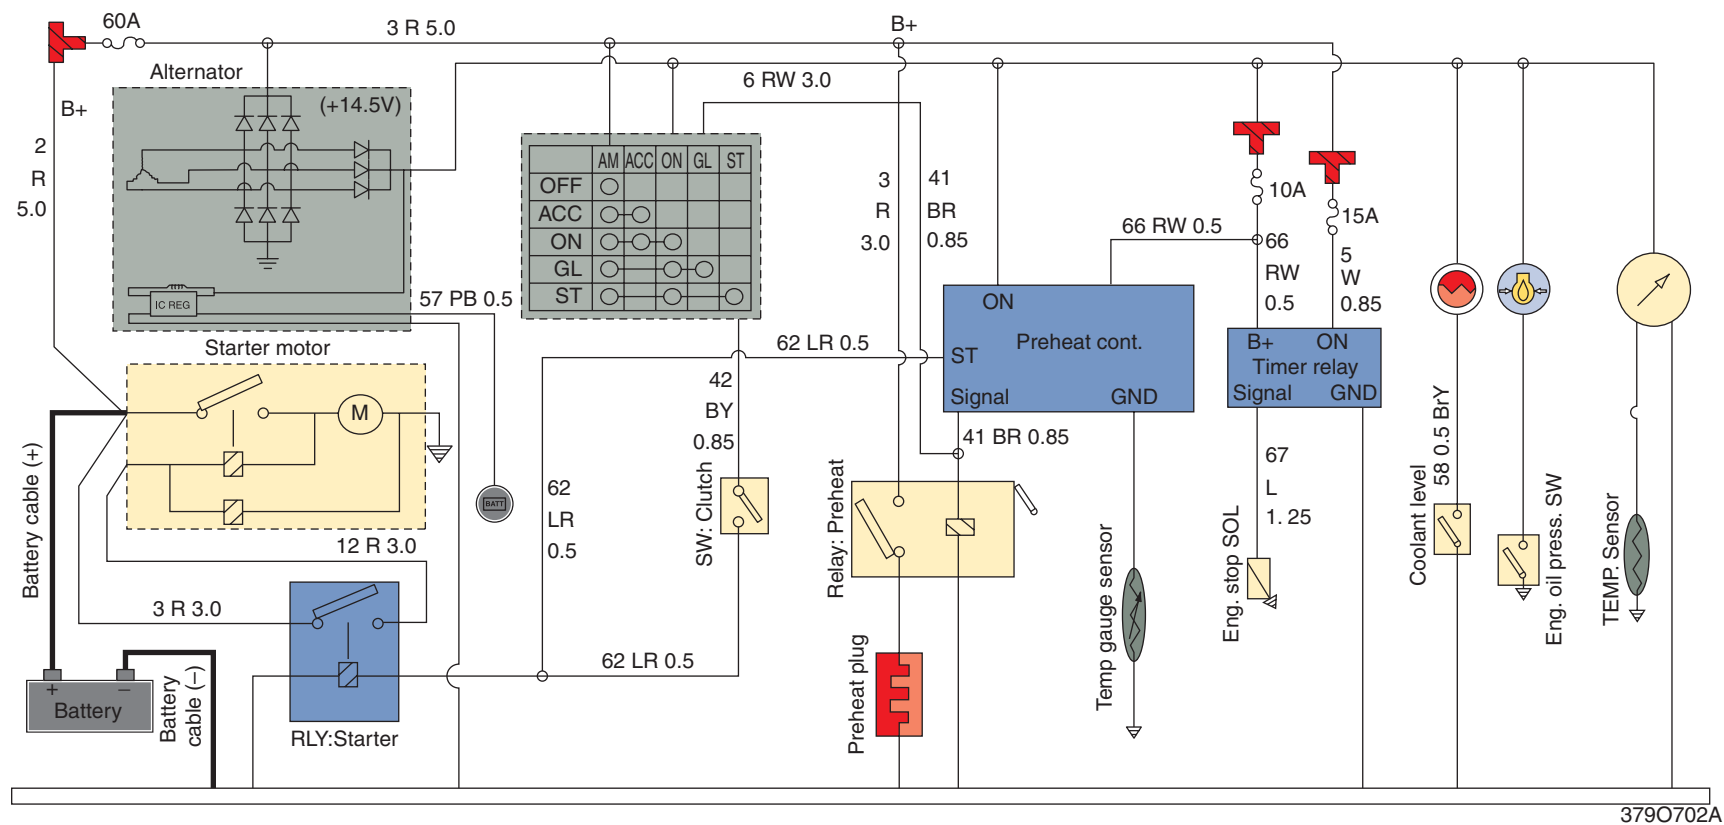 60A
3 R 5.0
B+
Alternator
(+14.5V)
6 RW 3.0
B+
2
R
5.0
AM ACC ON GL ST
OFF
ACC
ON
GL
ST
3
R
3.0
41
BR
0.85
10A
15A
66 RW 0.5
66
RW
0.5
5
W
0.85
IC REG
57 PB 0.5
ON
Preheat cont.
ST
Signal
GND
B+
ON
Timer relay
Signal
GND
Starter motor
62 LR 0.5
M
42
BY
0.85
41 BR 0.85
67
L
1. 25
58 0.5 BrY
Battery cable (+)
BATT
62
LR
0.5
SW: Clutch
Relay: Preheat
Temp gauge sensor
Eng. stop SOL
Coolant level
Eng. oil press. SW
TEMP. Sensor
12 R 3.0
3 R 3.0
62 LR 0.5
+
–
Battery
Battery
cable (–)
RLY:Starter
Preheat plug
379O702A